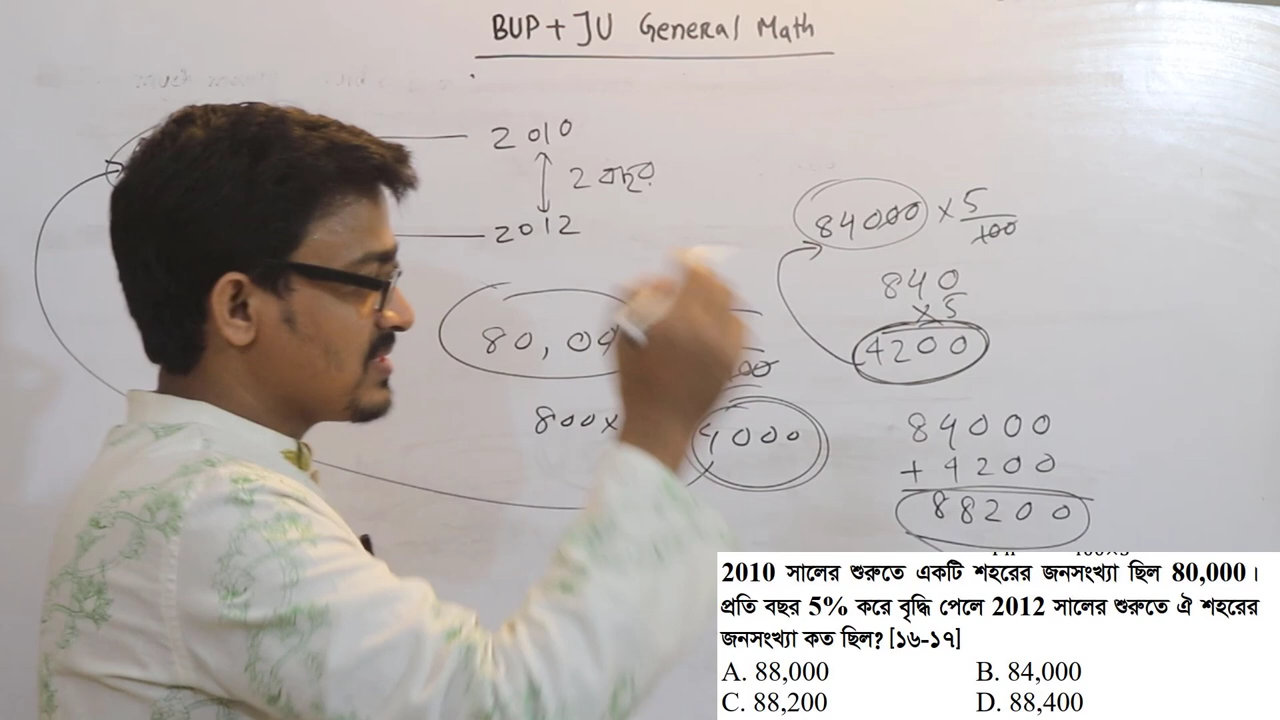 BUP + JU General Math
2010
2 বছর
2012
84000 × 5
100
840
× 5
4200
80,00
00
800×
4000
84000
+ 4200
88200
2010 সালের শুরুতে একটি শহরের জনসংখ্যা ছিল 80,000।
প্রতি বছর 5% করে বৃদ্ধি পেলে 2012 সালের শুরুতে ঐ শহরের
জনসংখ্যা কত ছিল? [১৬-১৭]
A. 88,000 B. 84,000
C. 88,200 D. 88,400